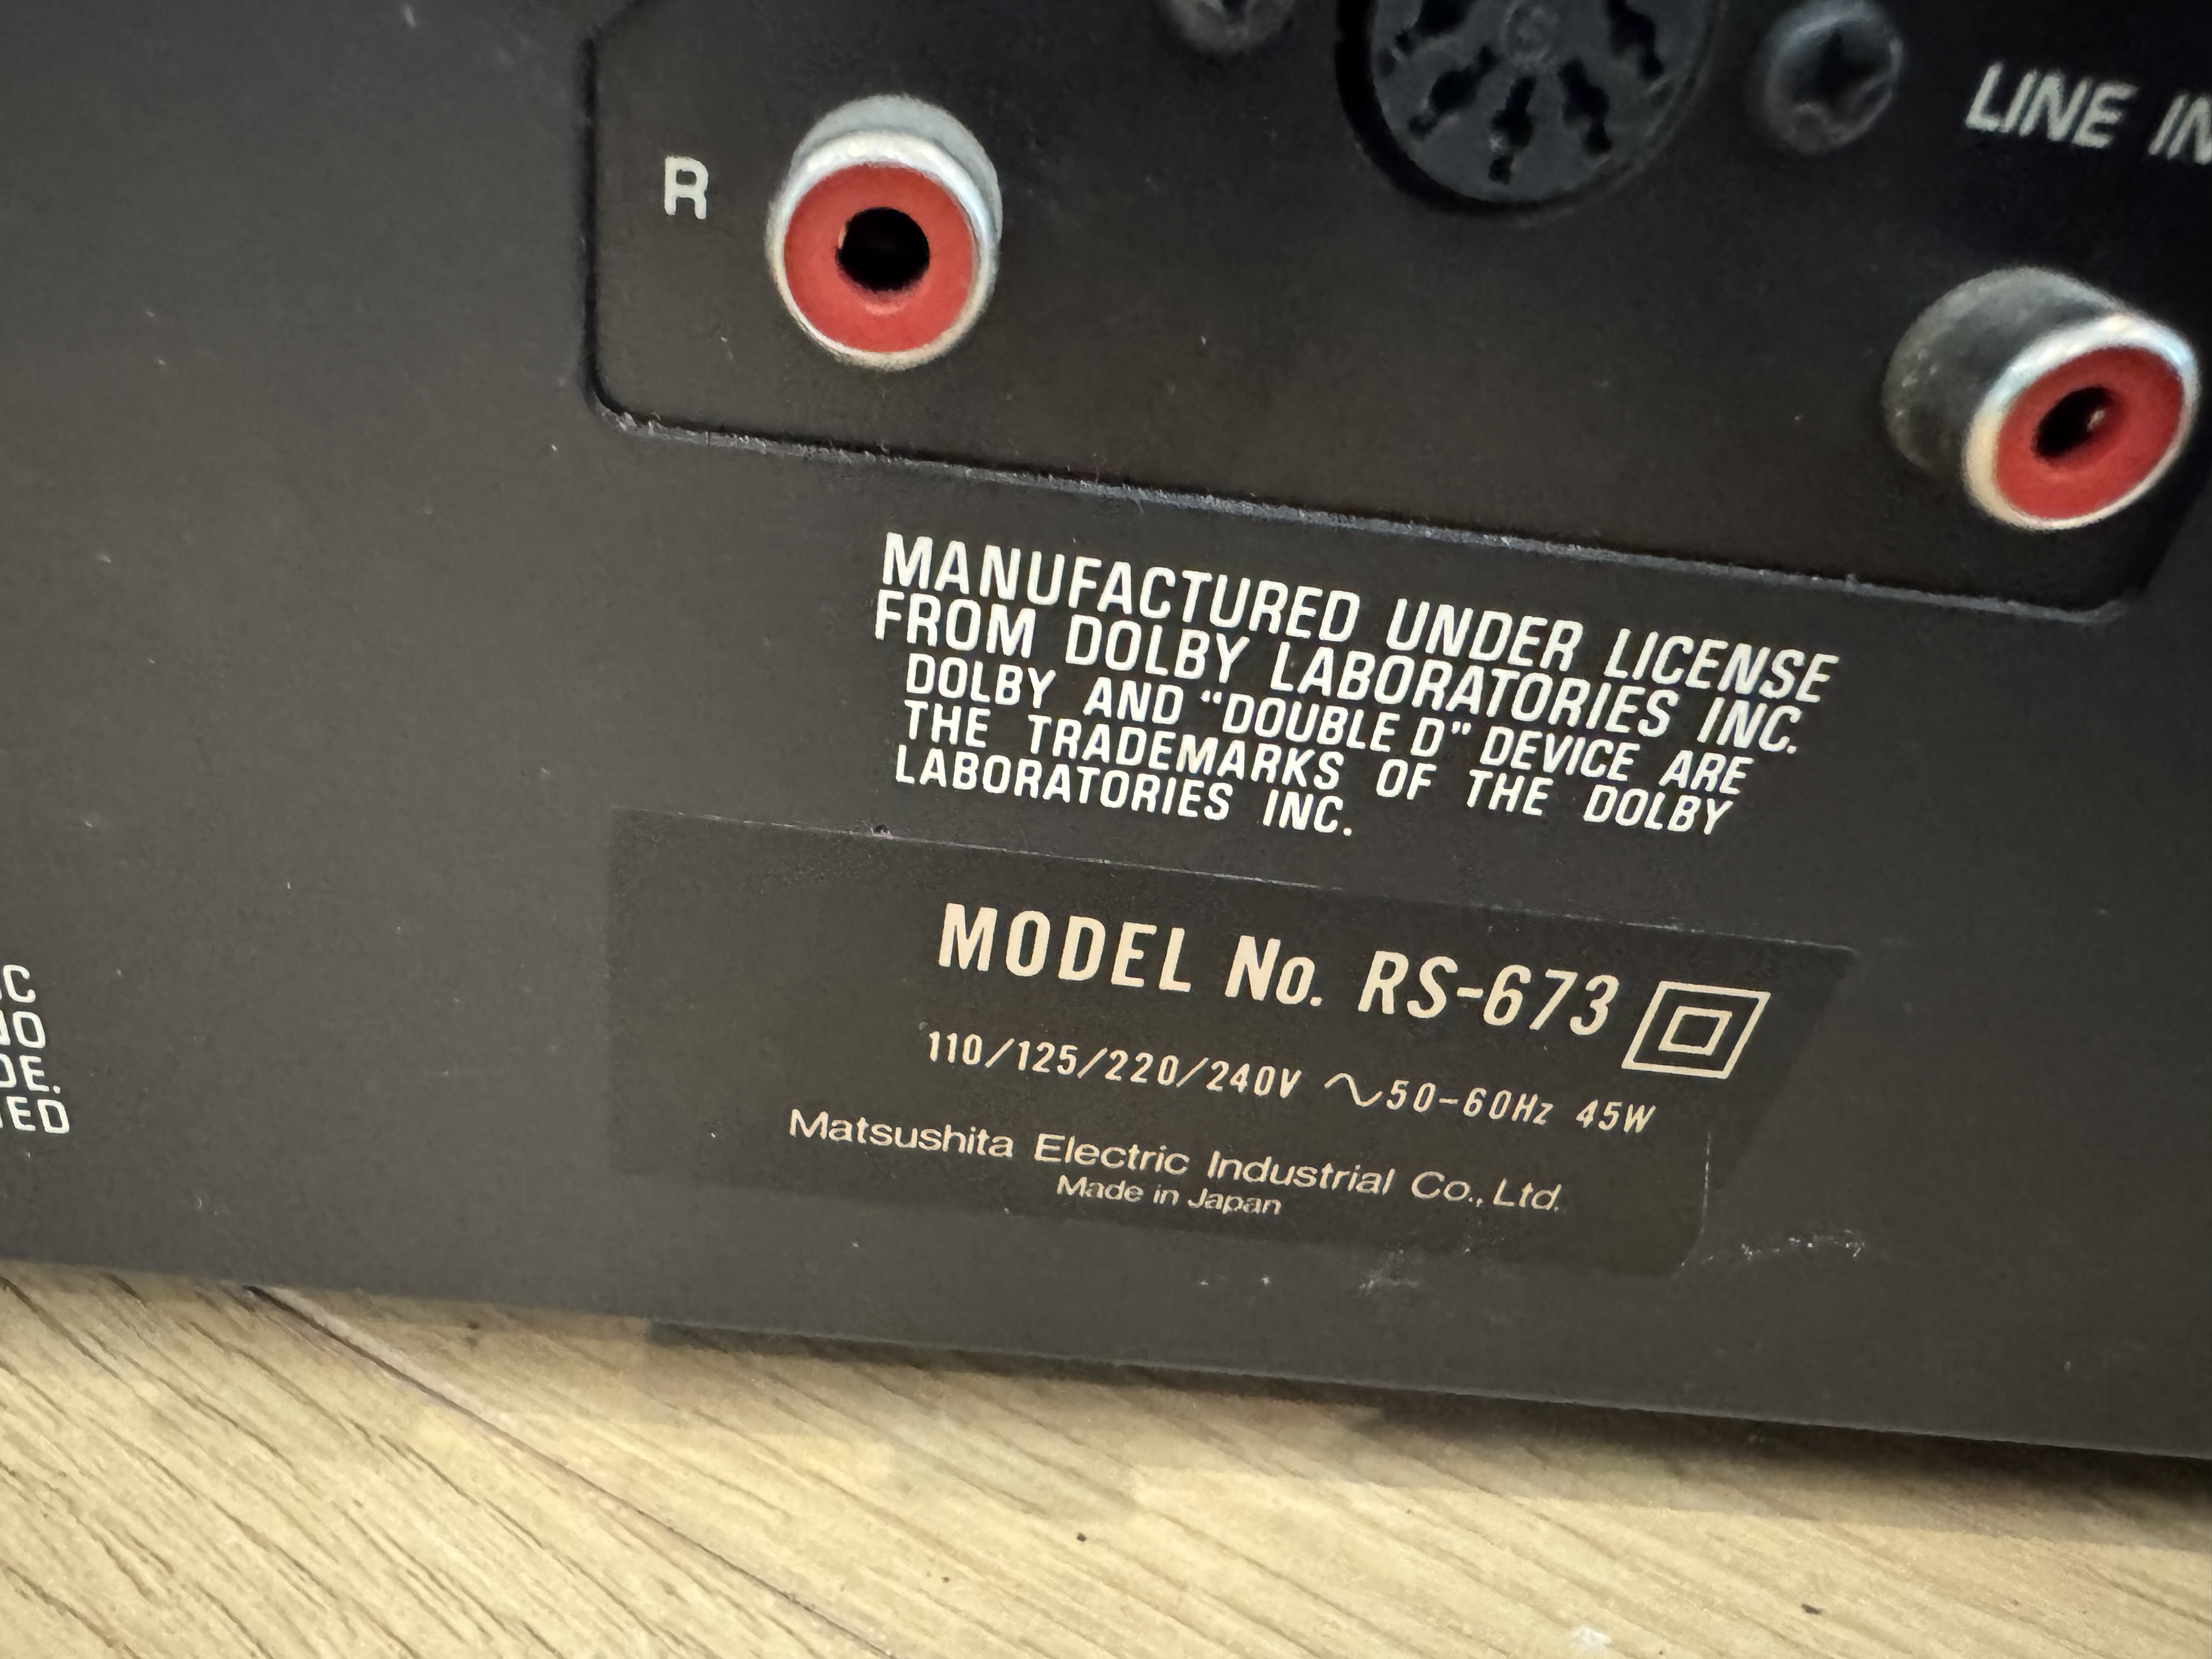 LINE IN
R
MANUFACTURED UNDER LICENSE
FROM DOLBY LABORATORIES INC.
DOLBY AND "DOUBLE D" DEVICE ARE
THE TRADEMARKS OF THE DOLBY
LABORATORIES INC.
MODEL No. RS-673
110/125/220/240V ∿50-60Hz 45W
Matsushita Electric Industrial Co., Ltd.
Made in Japan